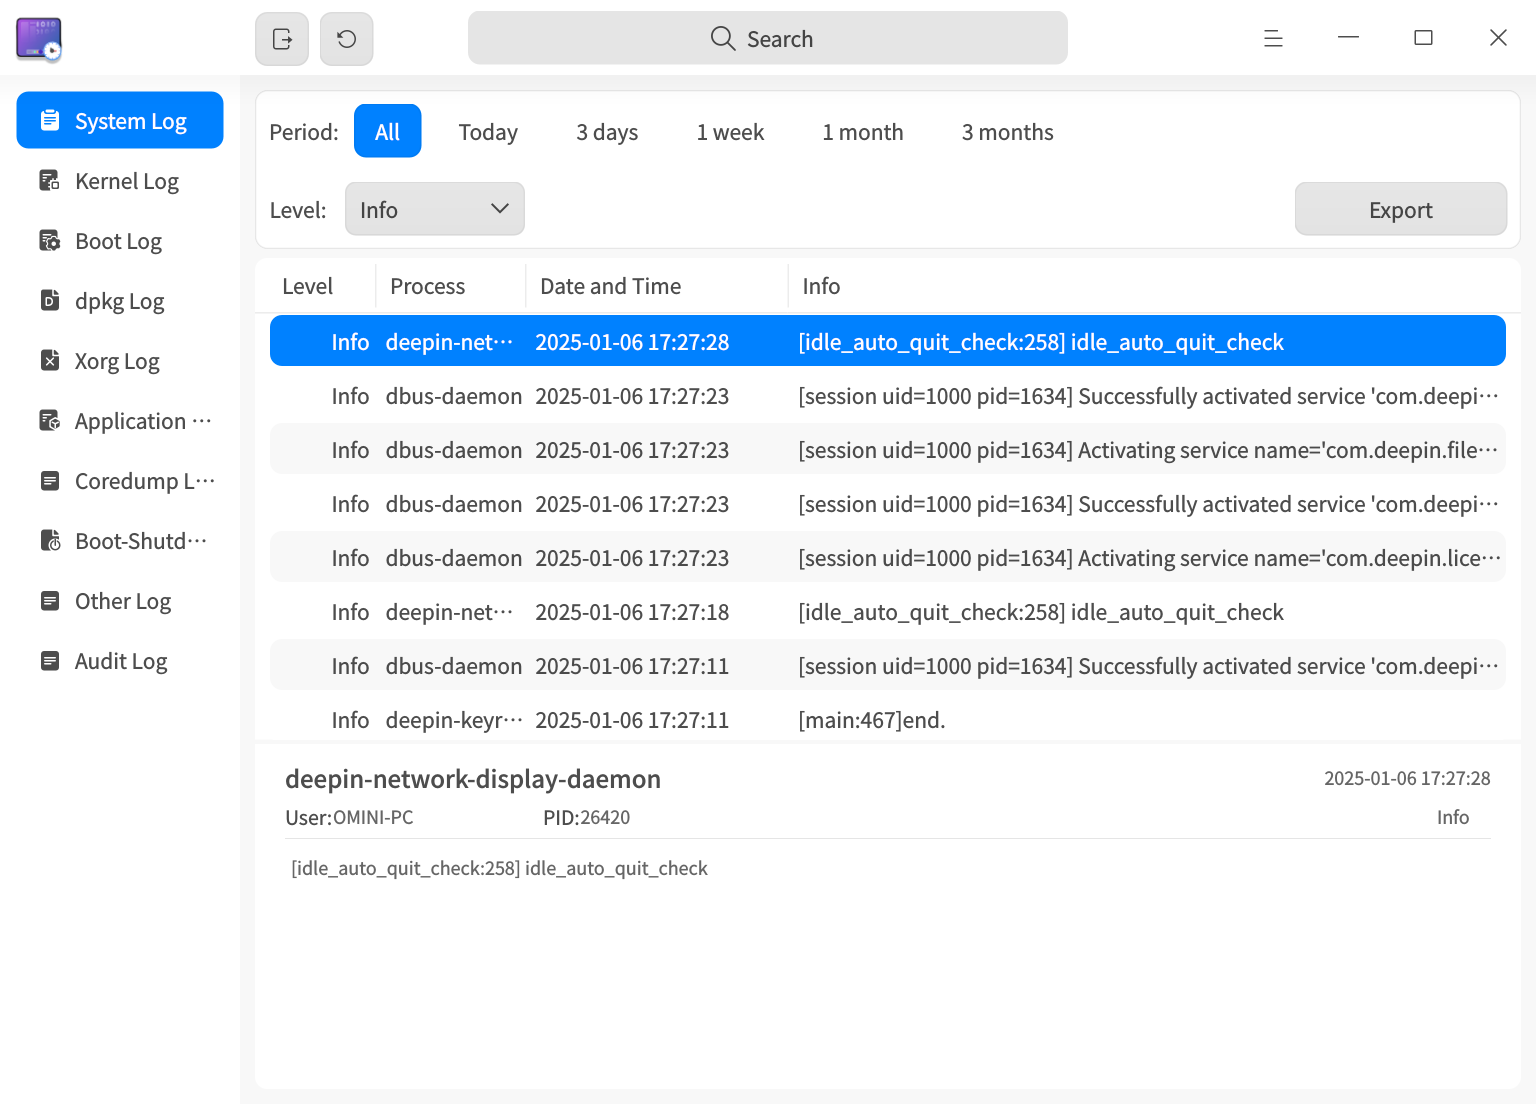 Search
System Log
Kernel Log
Boot Log
dpkg Log
Xorg Log
Application ···
Coredump L···
Boot-Shutd···
Other Log
Audit Log
Period: All Today 3 days 1 week 1 month 3 months
Level: Info Export
Level Process Date and Time Info
Info deepin-net··· 2025-01-06 17:27:28 [idle_auto_quit_check:258] idle_auto_quit_check
Info dbus-daemon 2025-01-06 17:27:23 [session uid=1000 pid=1634] Successfully activated service 'com.deepi···
Info dbus-daemon 2025-01-06 17:27:23 [session uid=1000 pid=1634] Activating service name='com.deepin.file···
Info dbus-daemon 2025-01-06 17:27:23 [session uid=1000 pid=1634] Successfully activated service 'com.deepi···
Info dbus-daemon 2025-01-06 17:27:23 [session uid=1000 pid=1634] Activating service name='com.deepin.lice···
Info deepin-net··· 2025-01-06 17:27:18 [idle_auto_quit_check:258] idle_auto_quit_check
Info dbus-daemon 2025-01-06 17:27:11 [session uid=1000 pid=1634] Successfully activated service 'com.deepi···
Info deepin-keyr··· 2025-01-06 17:27:11 [main:467]end.
deepin-network-display-daemon 2025-01-06 17:27:28
User:OMINI-PC PID:26420 Info
[idle_auto_quit_check:258] idle_auto_quit_check